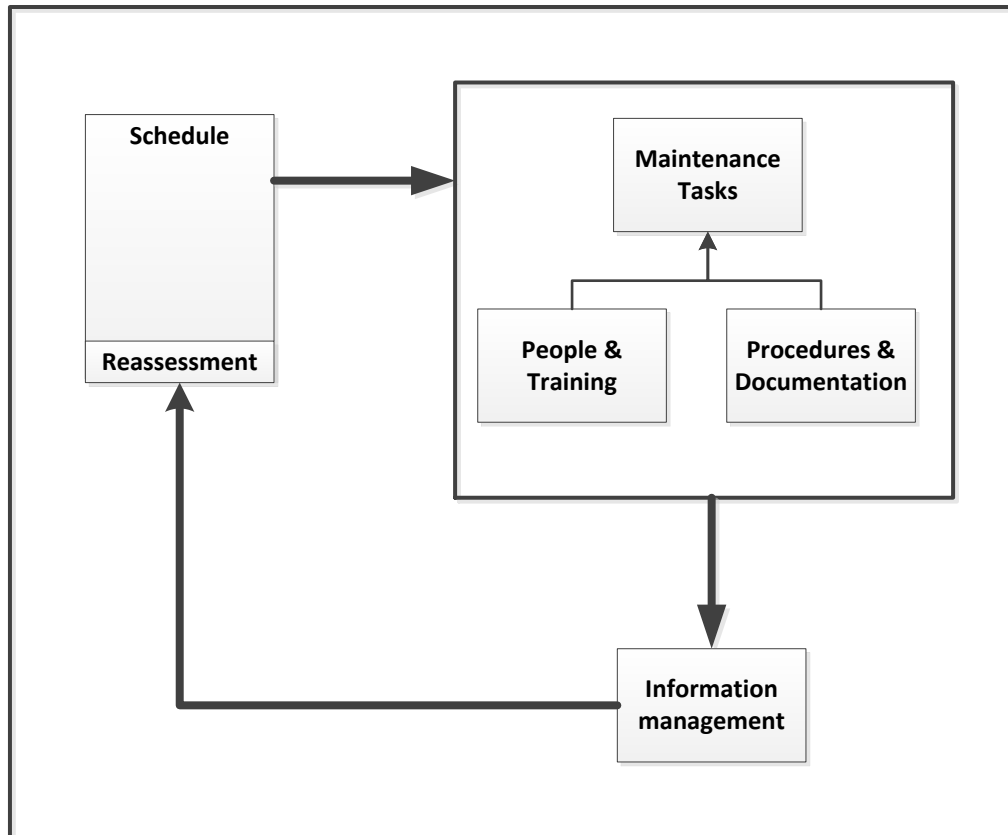 Schedule
Reassessment
Maintenance
Tasks
People &
Training
Procedures &
Documentation
Information
management